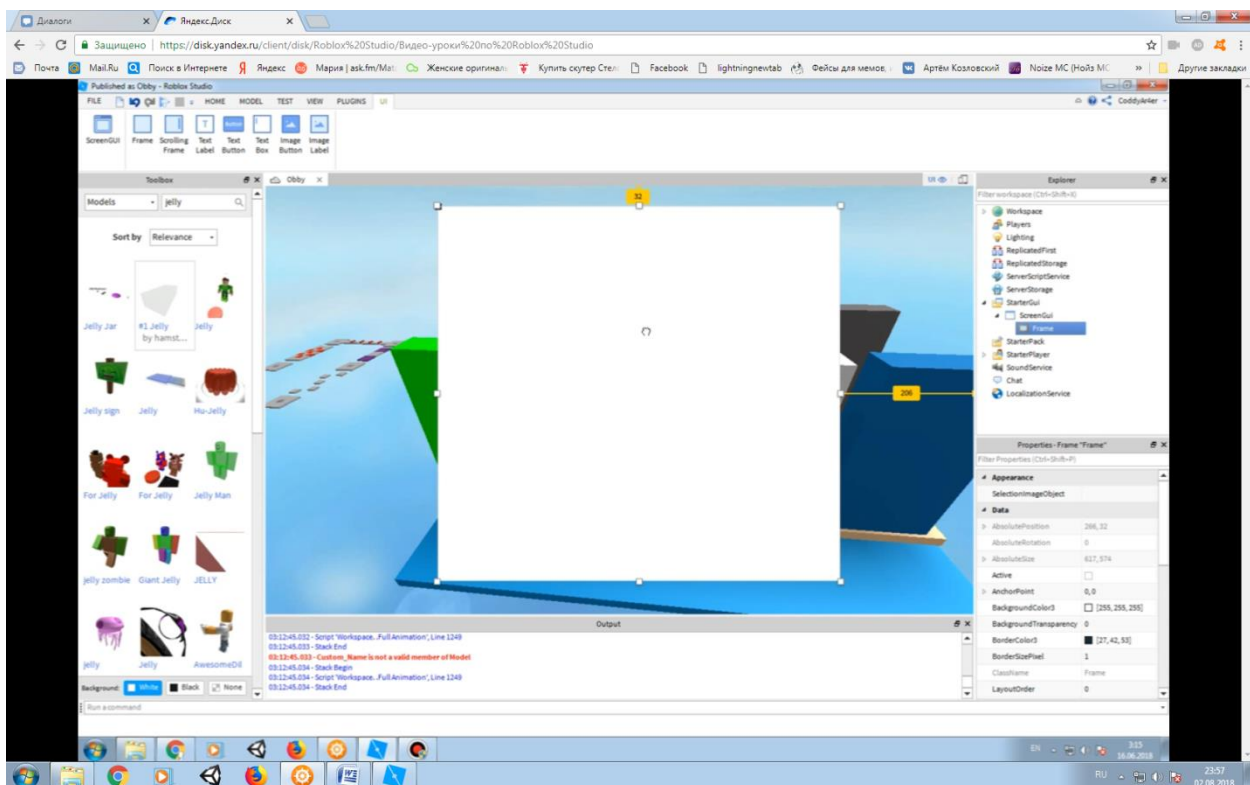 Диалоги
Яндекс.Диск
Защищено https://disk.yandex.ru/client/disk/Roblox%20Studio/Видео-уроки%20по%20Roblox%20Studio
Почта Mail.Ru Поиск в Интернете Яндекс Мария | ask.fm/Mat Женские оригинал Купить скутер Стел Facebook lightningnewtab Фейсы для мемов, Артём Козловский Noize MC (Нойз МС » Другие закладки
Published as Obby - Roblox Studio
FILE HOME MODEL TEST VIEW PLUGINS UI CoddyAr4er
ScreenGUI Frame Scrolling Frame Text Label Text Button Text Box Image Button Image Label
Toolbox
Obby
UI
Explorer
Models jelly
32
Filter workspace (Ctrl+Shift+X)
Sort by Relevance
Workspace
Players
Lighting
ReplicatedFirst
ReplicatedStorage
ServerScriptService
ServerStorage
StarterGui
ScreenGui
Frame
StarterPack
StarterPlayer
SoundService
Chat
LocalizationService
Jelly Jar
#1 Jelly
by hamst...
Jelly
Jelly sign
Jelly
Hu-Jelly
206
For Jelly
For Jelly
Jelly Man
jelly zombie
Giant Jelly
JELLY
jelly
Jelly
AwesomeDil
Background: White Black None
Properties - Frame "Frame"
Filter Properties (Ctrl+Shift+P)
Appearance
SelectionImageObject
Data
AbsolutePosition 266, 32
AbsoluteRotation 0
AbsoluteSize 627, 574
Active
AnchorPoint 0, 0
BackgroundColor3 [255, 255, 255]
BackgroundTransparency 0
BorderColor3 [27, 42, 53]
BorderSizePixel 1
ClassName Frame
LayoutOrder 0
Output
03:12:45.032 - Script 'Workspace...Full Animation', Line 1249
03:12:45.033 - Stack End
03:12:45.033 - Custom_Name is not a valid member of Model
03:12:45.034 - Stack Begin
03:12:45.034 - Script 'Workspace...Full Animation', Line 1249
03:12:45.034 - Stack End
Run a command
EN
3:15
16.06.2018
RU
23:57
02.08.2018